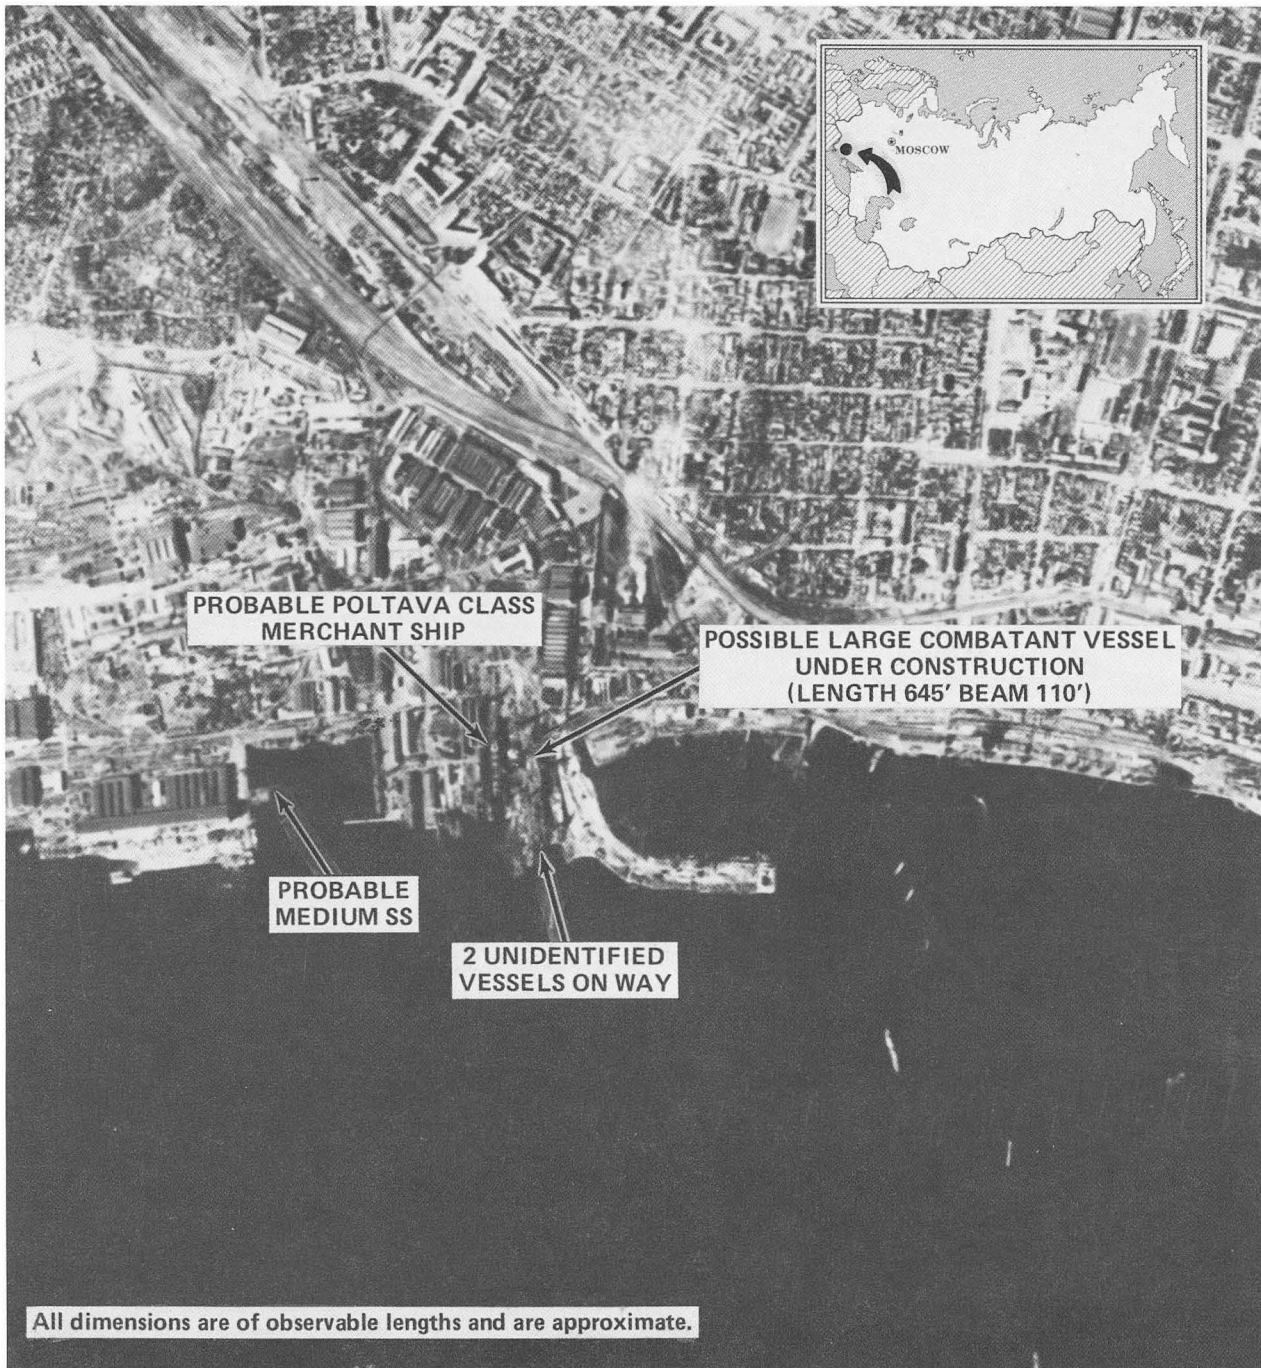 MOSCOW
PROBABLE POLTAVA CLASS
MERCHANT SHIP
POSSIBLE LARGE COMBATANT VESSEL
UNDER CONSTRUCTION
(LENGTH 645' BEAM 110')
PROBABLE
MEDIUM SS
2 UNIDENTIFIED
VESSELS ON WAY
All dimensions are of observable lengths and are approximate.